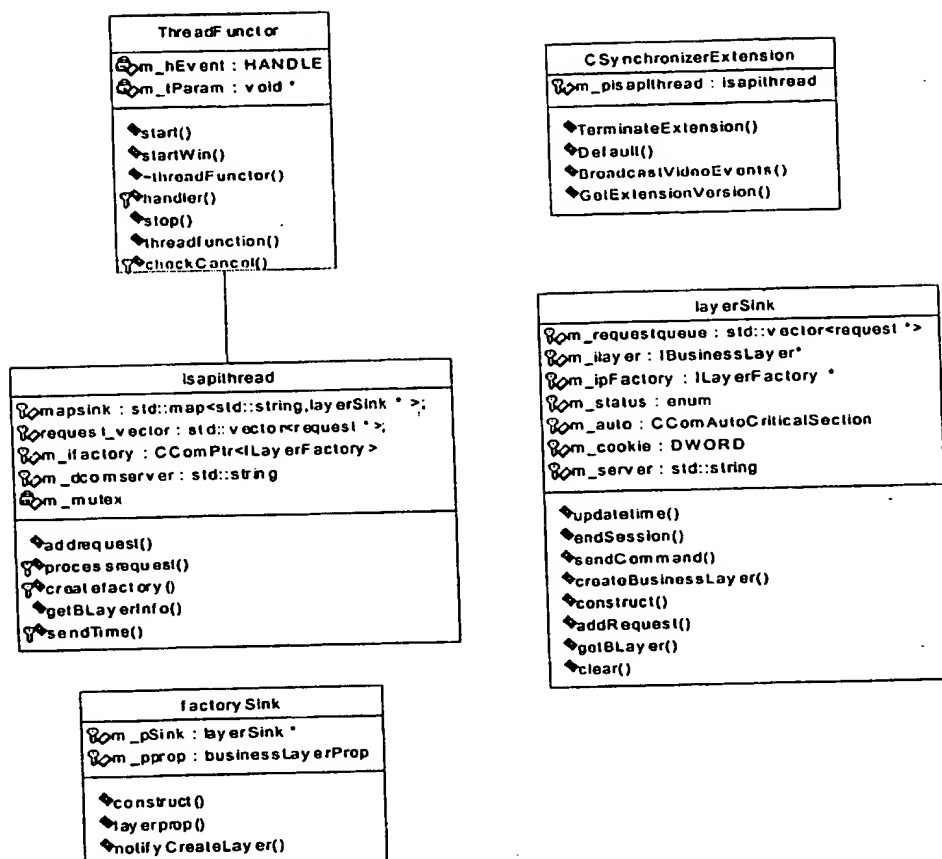 ThreadFunctor
m_hEvent : HANDLE
m_lParam : void *
start()
startWin()
~threadFunctor()
handler()
stop()
threadfunction()
checkCancel()
CSynchronizerExtension
m_pisapithread : isapithread
TerminateExtension()
Default()
BroadcastVideoEvents()
GetExtensionVersion()
Isapithread
mapsink : std::map<std::string,layerSink * >;
request_vector : std::vector<request * >;
m_ifactory : CComPtr<ILayerFactory>
m_dcomserver : std::string
m_mutex
addrequest()
processrequest()
createfactory()
getBLayerInfo()
sendTime()
layerSink
m_requestqueue : std::vector<request *>
m_ilayer : IBusinessLayer*
m_ipFactory : ILayerFactory *
m_status : enum
m_auto : CComAutoCriticalSection
m_cookie : DWORD
m_server : std::string
updatetime()
endSession()
sendCommand()
createBusinessLayer()
construct()
addRequest()
getBLayer()
clear()
factorySink
m_pSink : layerSink *
m_pprop : businessLayerProp
construct()
layerprop()
notifyCreateLayer()